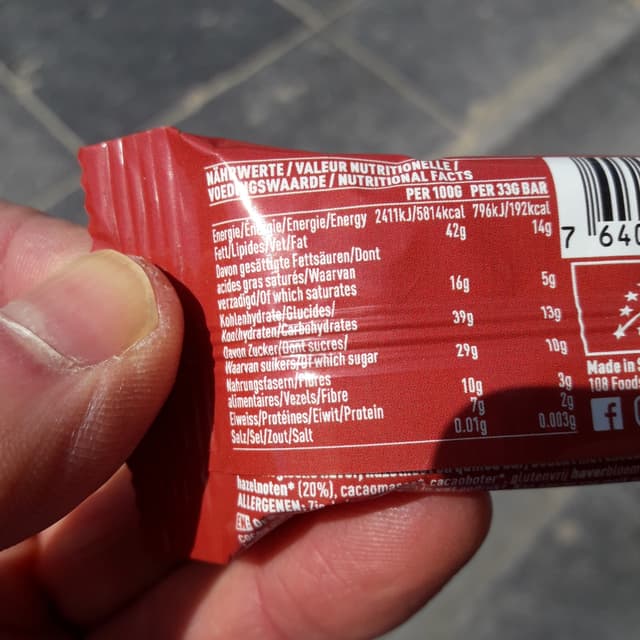 NÄHRWERTE / VALEUR NUTRITIONELLE /
VOEDINGSWAARDE / NUTRITIONAL FACTS
PER 100G PER 33G BAR
Energie/Energie/Energie/Energy 2411kJ/5814kcal 796kJ/192kcal
Fett/Lipides/Vet/Fat 42g 14g
Davon gesättigte Fettsäuren/Dont
acides gras saturés/Waarvan
verzadigd/Of which saturates 16g 5g
Kohlenhydrate/Glucides/
Koolhydraten/Carbohydrates 39g 13g
Davon Zucker/Dont sucres/
Waarvan suikers/Of which sugar 29g 10g
Nahrungsfasern/Fibres
alimentaires/Vezels/Fibre 10g 3g
Eiweiss/Protéines/Eiwit/Protein 7g 2g
Salz/Sel/Zout/Salt 0.01g 0.003g
7 640
Made in
108 Foods
f
hazelnoten* (20%), cacaomassa*, cacaoboter*, glutenvrij
ALLERGENEN: